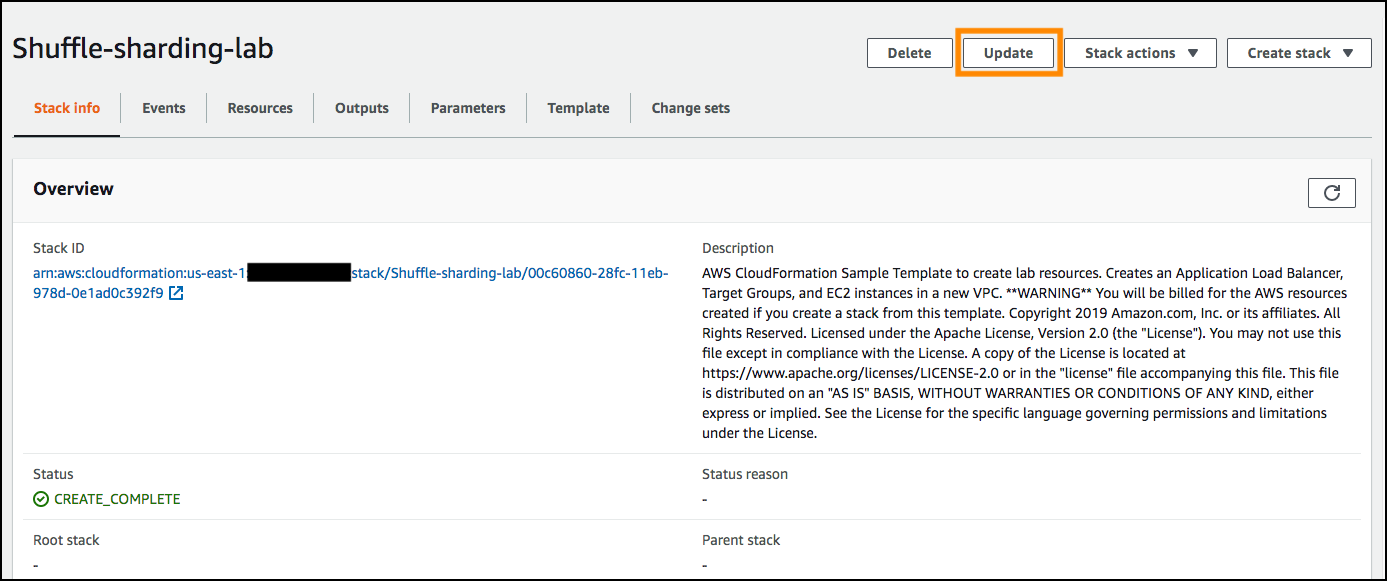 Shuffle-sharding-lab
Delete
Update
Stack actions
Create stack
Stack info
Events
Resources
Outputs
Parameters
Template
Change sets
Overview
Stack ID
arn:aws:cloudformation:us-east-1:stack/Shuffle-sharding-lab/00c60860-28fc-11eb-
978d-0e1ad0c392f9
Description
AWS CloudFormation Sample Template to create lab resources. Creates an Application Load Balancer,
Target Groups, and EC2 instances in a new VPC. **WARNING** You will be billed for the AWS resources
created if you create a stack from this template. Copyright 2019 Amazon.com, Inc. or its affiliates. All
Rights Reserved. Licensed under the Apache License, Version 2.0 (the "License"). You may not use this
file except in compliance with the License. A copy of the License is located at
https://www.apache.org/licenses/LICENSE-2.0 or in the "license" file accompanying this file. This file
is distributed on an "AS IS" BASIS, WITHOUT WARRANTIES OR CONDITIONS OF ANY KIND, either
express or implied. See the License for the specific language governing permissions and limitations
under the License.
Status
CREATE_COMPLETE
Status reason
-
Root stack
-
Parent stack
-